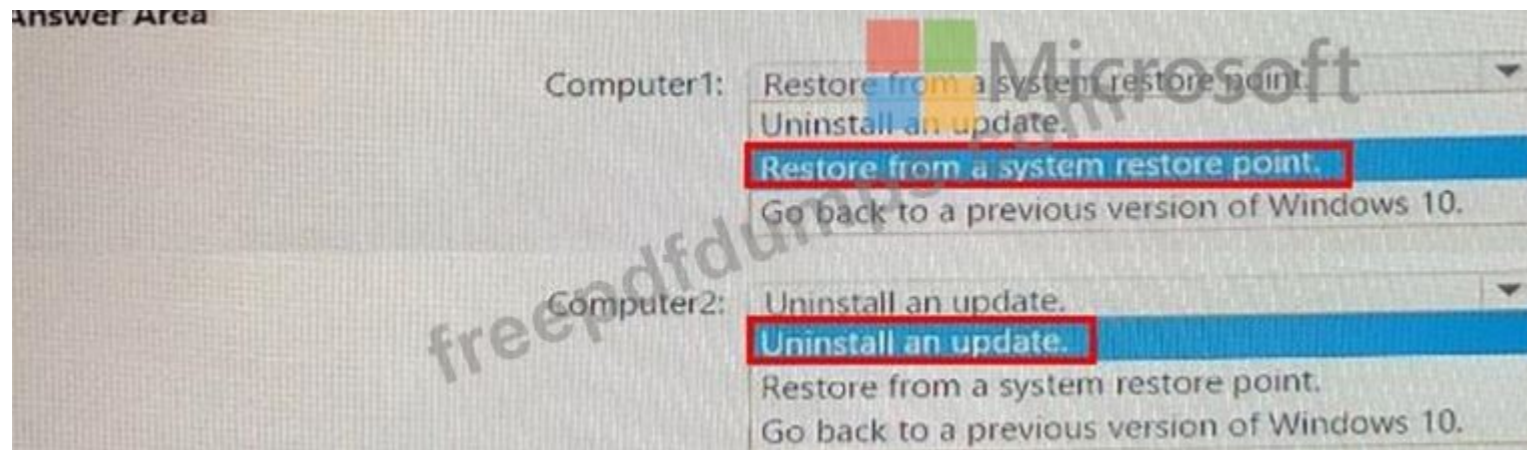 Answer Area
Microsoft
Computer1: Restore from a system restore point.
Uninstall an update.
Restore from a system restore point.
Go back to a previous version of Windows 10.
freepdfdumps.com
Computer2: Uninstall an update.
Uninstall an update.
Restore from a system restore point.
Go back to a previous version of Windows 10.